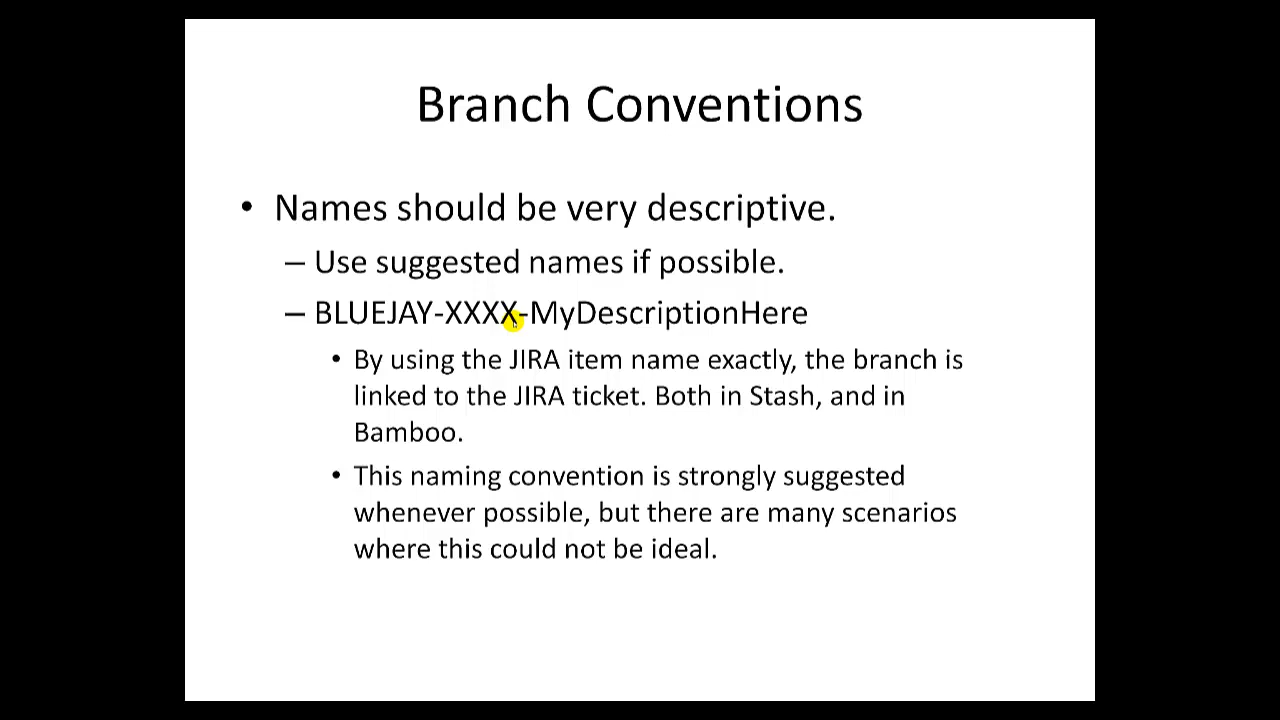 Branch Conventions
• Names should be very descriptive.
– Use suggested names if possible.
– BLUEJAY-XXXX-MyDescriptionHere
• By using the JIRA item name exactly, the branch is
linked to the JIRA ticket. Both in Stash, and in
Bamboo.
• This naming convention is strongly suggested
whenever possible, but there are many scenarios
where this could not be ideal.